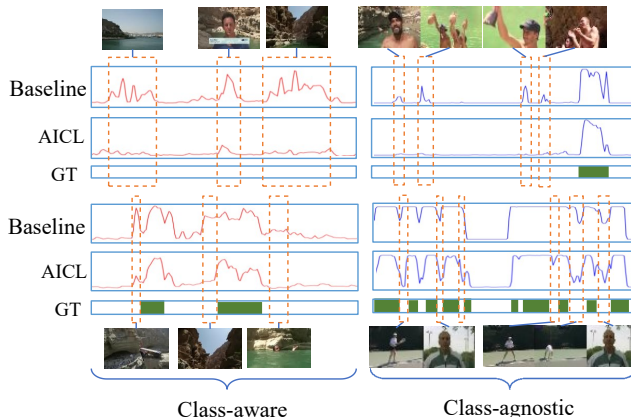 Baseline
AICL
GT
Baseline
AICL
GT
Class-aware
Class-agnostic